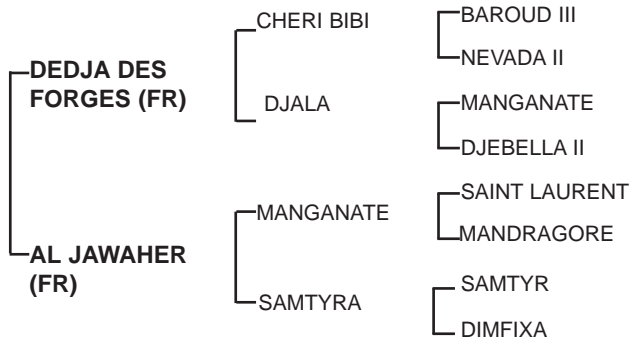 CHERI BIBI
BAROUD III
NEVADA II
DEDJA DES
FORGES (FR)
DJALA
MANGANATE
DJEBELLA II
MANGANATE
SAINT LAURENT
MANDRAGORE
AL JAWAHER
(FR)
SAMTYRA
SAMTYR
DIMFIXA